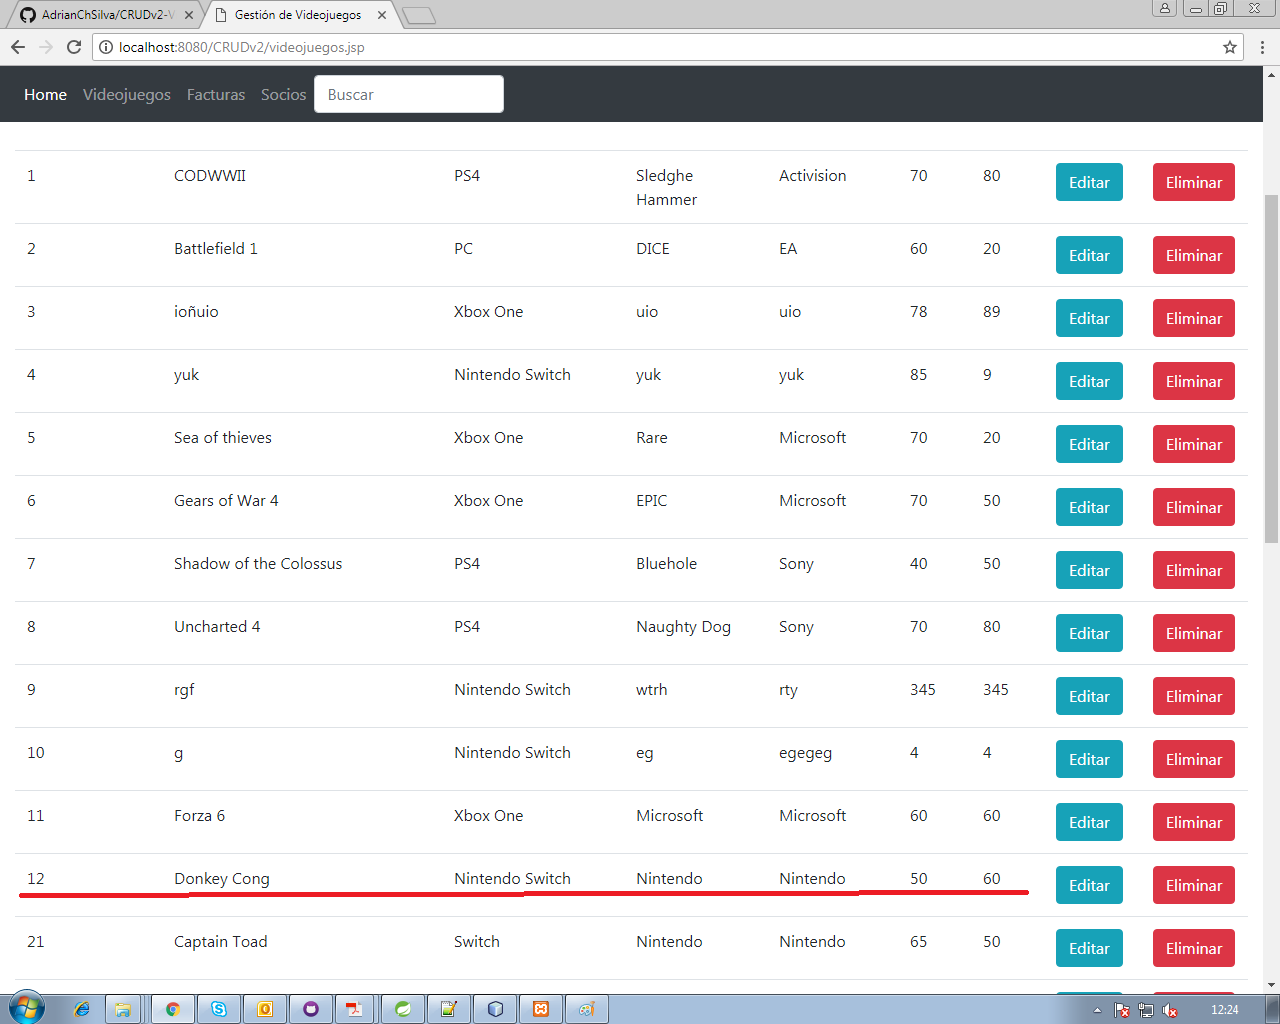 AdrianChSilva/CRUDv2-V
Gestión de Videojuegos
localhost:8080/CRUDv2/videojuegos.jsp
Home Videojuegos Facturas Socios Buscar
1 CODWWII PS4 Sledghe Hammer Activision 70 80 Editar Eliminar
2 Battlefield 1 PC DICE EA 60 20 Editar Eliminar
3 ioñuio Xbox One uio uio 78 89 Editar Eliminar
4 yuk Nintendo Switch yuk yuk 85 9 Editar Eliminar
5 Sea of thieves Xbox One Rare Microsoft 70 20 Editar Eliminar
6 Gears of War 4 Xbox One EPIC Microsoft 70 50 Editar Eliminar
7 Shadow of the Colossus PS4 Bluehole Sony 40 50 Editar Eliminar
8 Uncharted 4 PS4 Naughty Dog Sony 70 80 Editar Eliminar
9 rgf Nintendo Switch wtrh rty 345 345 Editar Eliminar
10 g Nintendo Switch eg egegeg 4 4 Editar Eliminar
11 Forza 6 Xbox One Microsoft Microsoft 60 60 Editar Eliminar
12 Donkey Cong Nintendo Switch Nintendo Nintendo 50 60 Editar Eliminar
21 Captain Toad Switch Nintendo Nintendo 65 50 Editar Eliminar
12:24